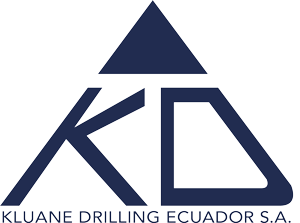 KD
KLUANE DRILLING ECUADOR S.A.